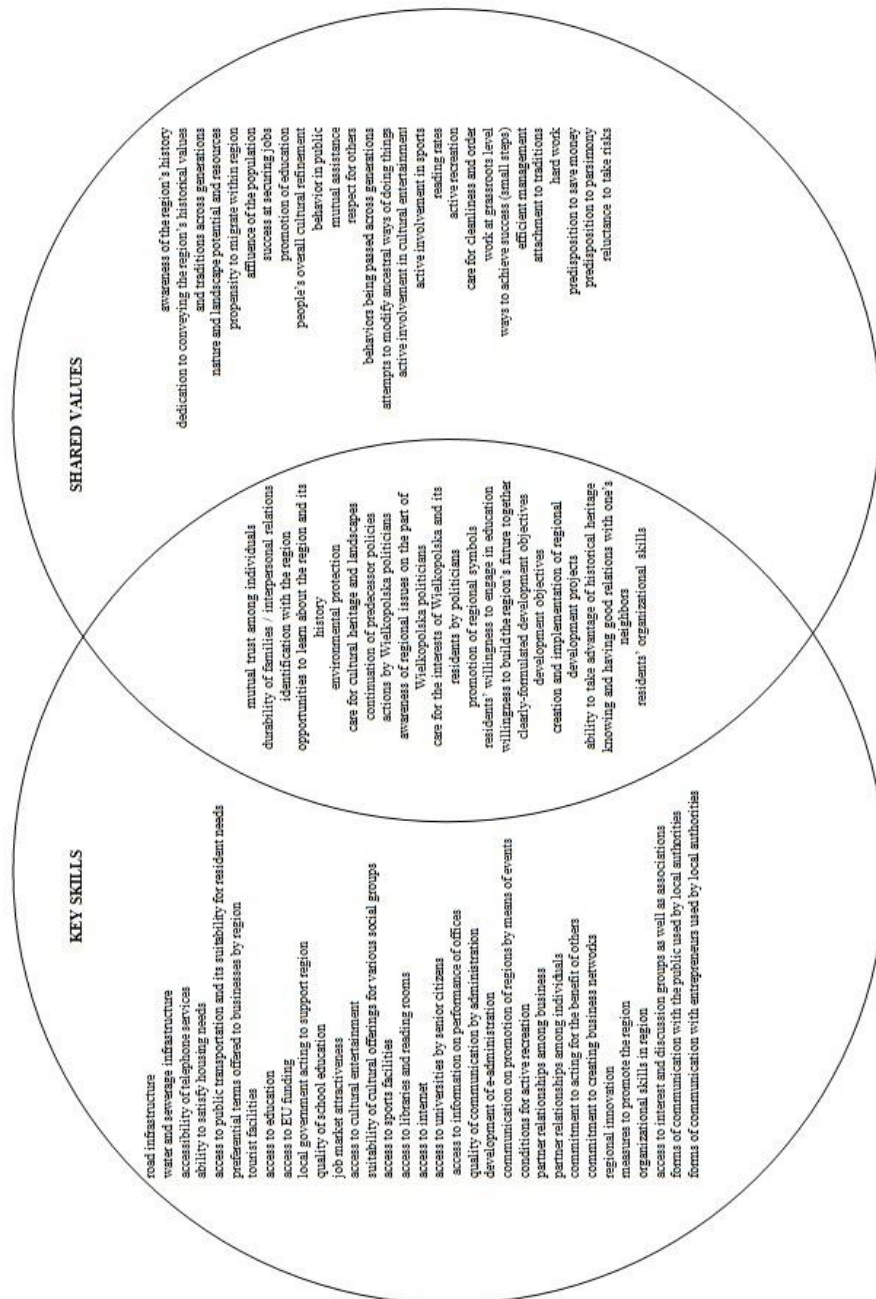 KEY SKILLS
road infrastructure
water and sewerage infrastructure
accessibility of telephone services
ability to satisfy housing needs
access to public transportation and its suitability for resident needs
preferential terms offered to businesses by region
tourist facilities
access to education
access to EU funding
local government acting to support region
quality of school education
job market attractiveness
access to cultural entertainment
suitability of cultural offerings for various social groups
access to sports facilities
access to libraries and reading rooms
access to internet
access to universities by senior citizens
access to information on performance of offices
quality of communication by administration
development of e-administration
communication on promotion of regions by means of events
conditions for active recreation
partner relationships among business
partner relationships among individuals
commitment to acting for the benefit of others
commitment to creating business networks
regional innovation
measures to promote the region
organizational skills in region
access to interest and discussion groups as well as associations
forms of communication with the public used by local authorities
forms of communication with entrepreneurs used by local authorities
mutual trust among individuals
durability of families / interpersonal relations
identification with the region
opportunities to learn about the region and its
history
environmental protection
care for cultural heritage and landscapes
continuation of predecessor policies
actions by Wielkopolska politicians
awareness of regional issues on the part of
Wielkopolska politicians
care for the interests of Wielkopolska and its
residents by politicians
promotion of regional symbols
residents' willingness to engage in education
willingness to build the region's future together
clearly-formulated development objectives
development objectives
creation and implementation of regional
development projects
ability to take advantage of historical heritage
knowing and having good relations with one's
neighbors
residents' organizational skills
SHARED VALUES
awareness of the region's history
dedication to conveying the region's historical values
and traditions across generations
nature and landscape potential and resources
propensity to migrate within region
affluence of the population
success at securing jobs
promotion of education
people's overall cultural refinement
behavior in public
mutual assistance
respect for others
behaviors being passed across generations
attempts to modify ancestral ways of doing things
active involvement in cultural entertainment
active involvement in sports
reading rates
active recreation
care for cleanliness and order
work at grassroots level
ways to achieve success (small steps)
efficient management
attachment to traditions
hard work
predisposition to save money
predisposition to parsimony
reluctance to take risks